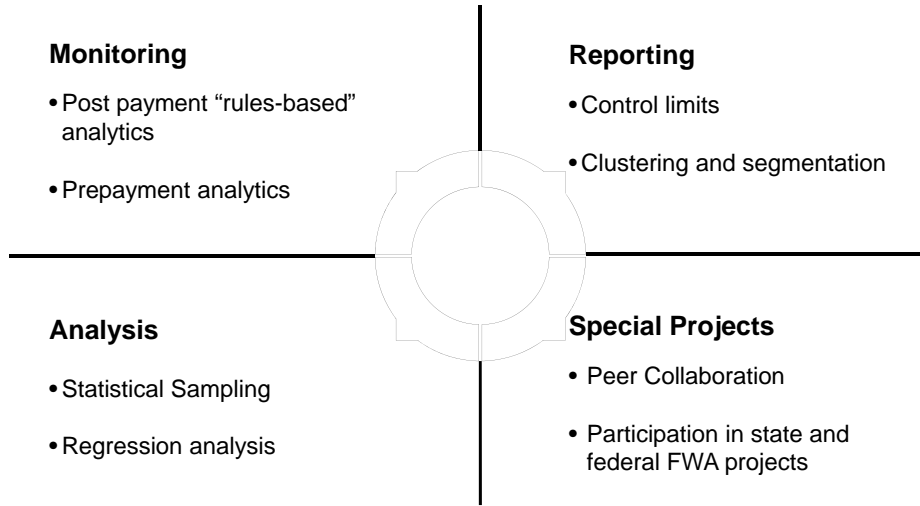 Monitoring
• Post payment “rules-based”
analytics
• Prepayment analytics
Reporting
• Control limits
• Clustering and segmentation
Analysis
• Statistical Sampling
• Regression analysis
Special Projects
• Peer Collaboration
• Participation in state and
federal FWA projects